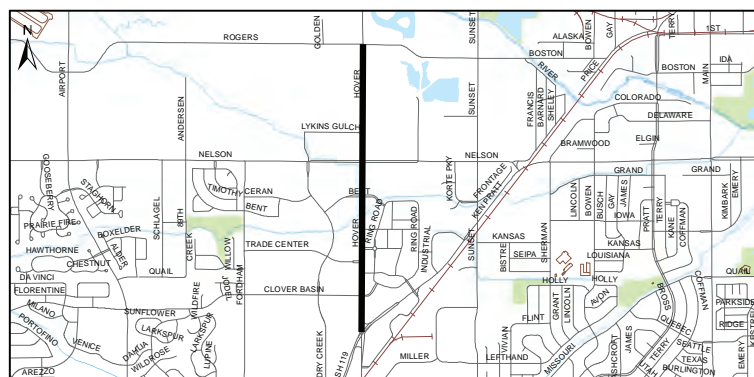 N
ROGERS
GOLDEN
SUNSET
ALASKA
BOWEN
GAY
TERRY
1ST
AIRPORT
HOVER
BOSTON
RIVER
PRICE
BOSTON
MAIN
IDA
ANDERSEN
SUNSET
FRANCIS
BARNARD
SHELEY
COLORADO
DELAWARE
LYKINS GULCH
BRAMWOOD
ELGIN
NELSON
NELSON
GRAND
GRAND
GOOSEBERRY
STAGHORN
TIMOTHY
CERAN
BENT
BENT
KORTE PKY
FRONTAGE
KEN PRATT
LINCOLN
BOWEN
BUSCH
GAY
JAMES
IOWA
PRATT
TERRY
KANE
COFFMAN
KIMBARK
EMERY
PRAIRIE FIRE
BOXELDER
SCHLAGEL
89TH
CREEK
HOVER
RING ROAD
RING ROAD
INDUSTRIAL
SUNSET
KANSAS
KANSAS
HAWTHORNE
ALBER
WILLOW
TRADE CENTER
BISTRE
SEIPA
SHERMAN
LOUISIANA
CHESTNUT
DA VINCI
QUAIL
FORDHAM
HOLLY
HOLLY
QUAIL
FLORENTINE
CLOVER BASIN
GRANT
LINCOLN
AVON
BROSS
COFFMAN
PARKSIDE
MILANO
SUNFLOWER
WILDFIRE
FLINT
QUEBEC
RIDGE
PORTOFINO
VENICE
DAHLIA
LARKSPUR
LARKSPUR
LUPINE
WILDROSE
DRY CREEK
SH 119
MILLER
VIVIAN
LEFTHAND
MISSOURI
ASHCROFT
JAMES
TERRY
UTAH
SEATTLE
TEXAS
BURLINGTON
EMERY
AREZZO